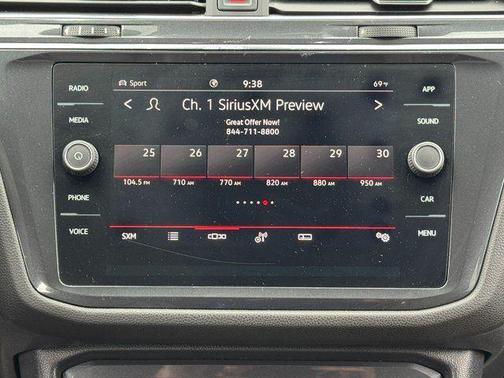 RADIO
Sport
9:38
69°F
APP
< Ch. 1 SiriusXM Preview >
MEDIA
Great Offer Now!
SOUND
844-711-8800
25 26 27 28 29 30
104.5 FM 710 AM 770 AM 820 AM 880 AM 950 AM
PHONE
CAR
VOICE
SXM
MENU